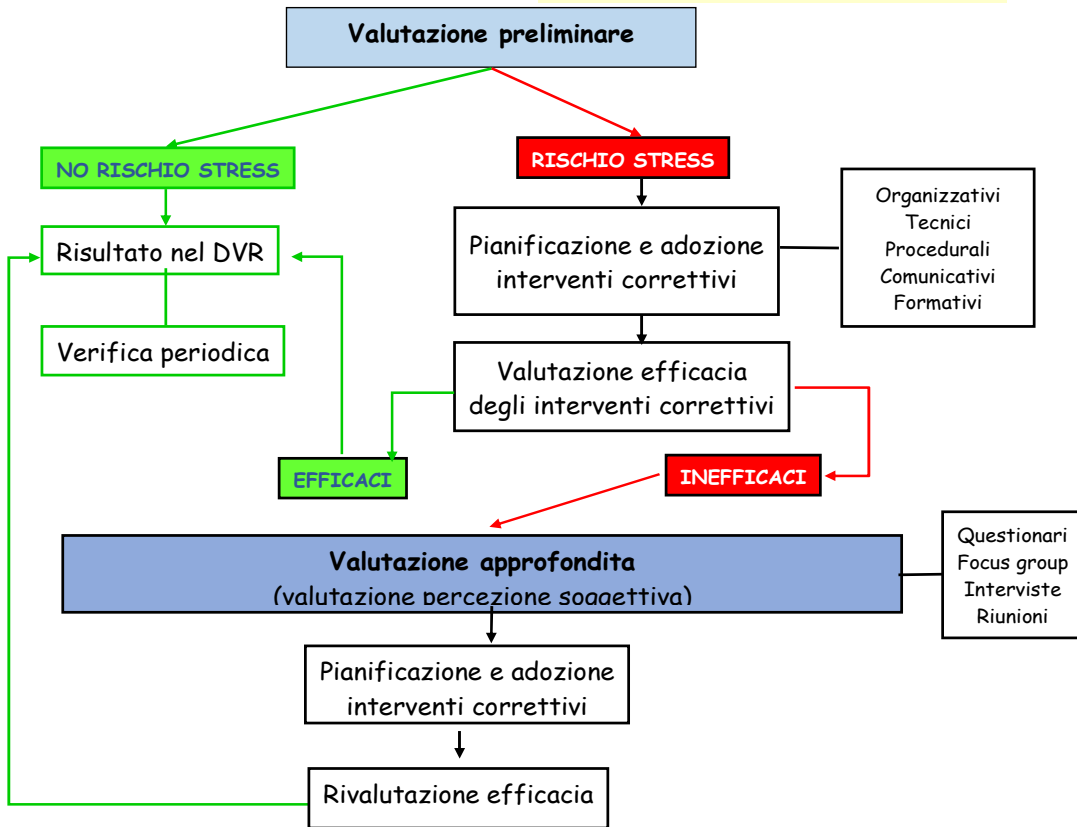 Valutazione preliminare
NO RISCHIO STRESS
RISCHIO STRESS
Organizzativi
Tecnici
Procedurali
Comunicativi
Formativi
Pianificazione e adozione
interventi correttivi
Risultato nel DVR
Verifica periodica
Valutazione efficacia
degli interventi correttivi
EFFICACI
INEFFICACI
Valutazione approfondita
(valutazione percezione soggettiva)
Questionari
Focus group
Interviste
Riunioni
Pianificazione e adozione
interventi correttivi
Rivalutazione efficacia